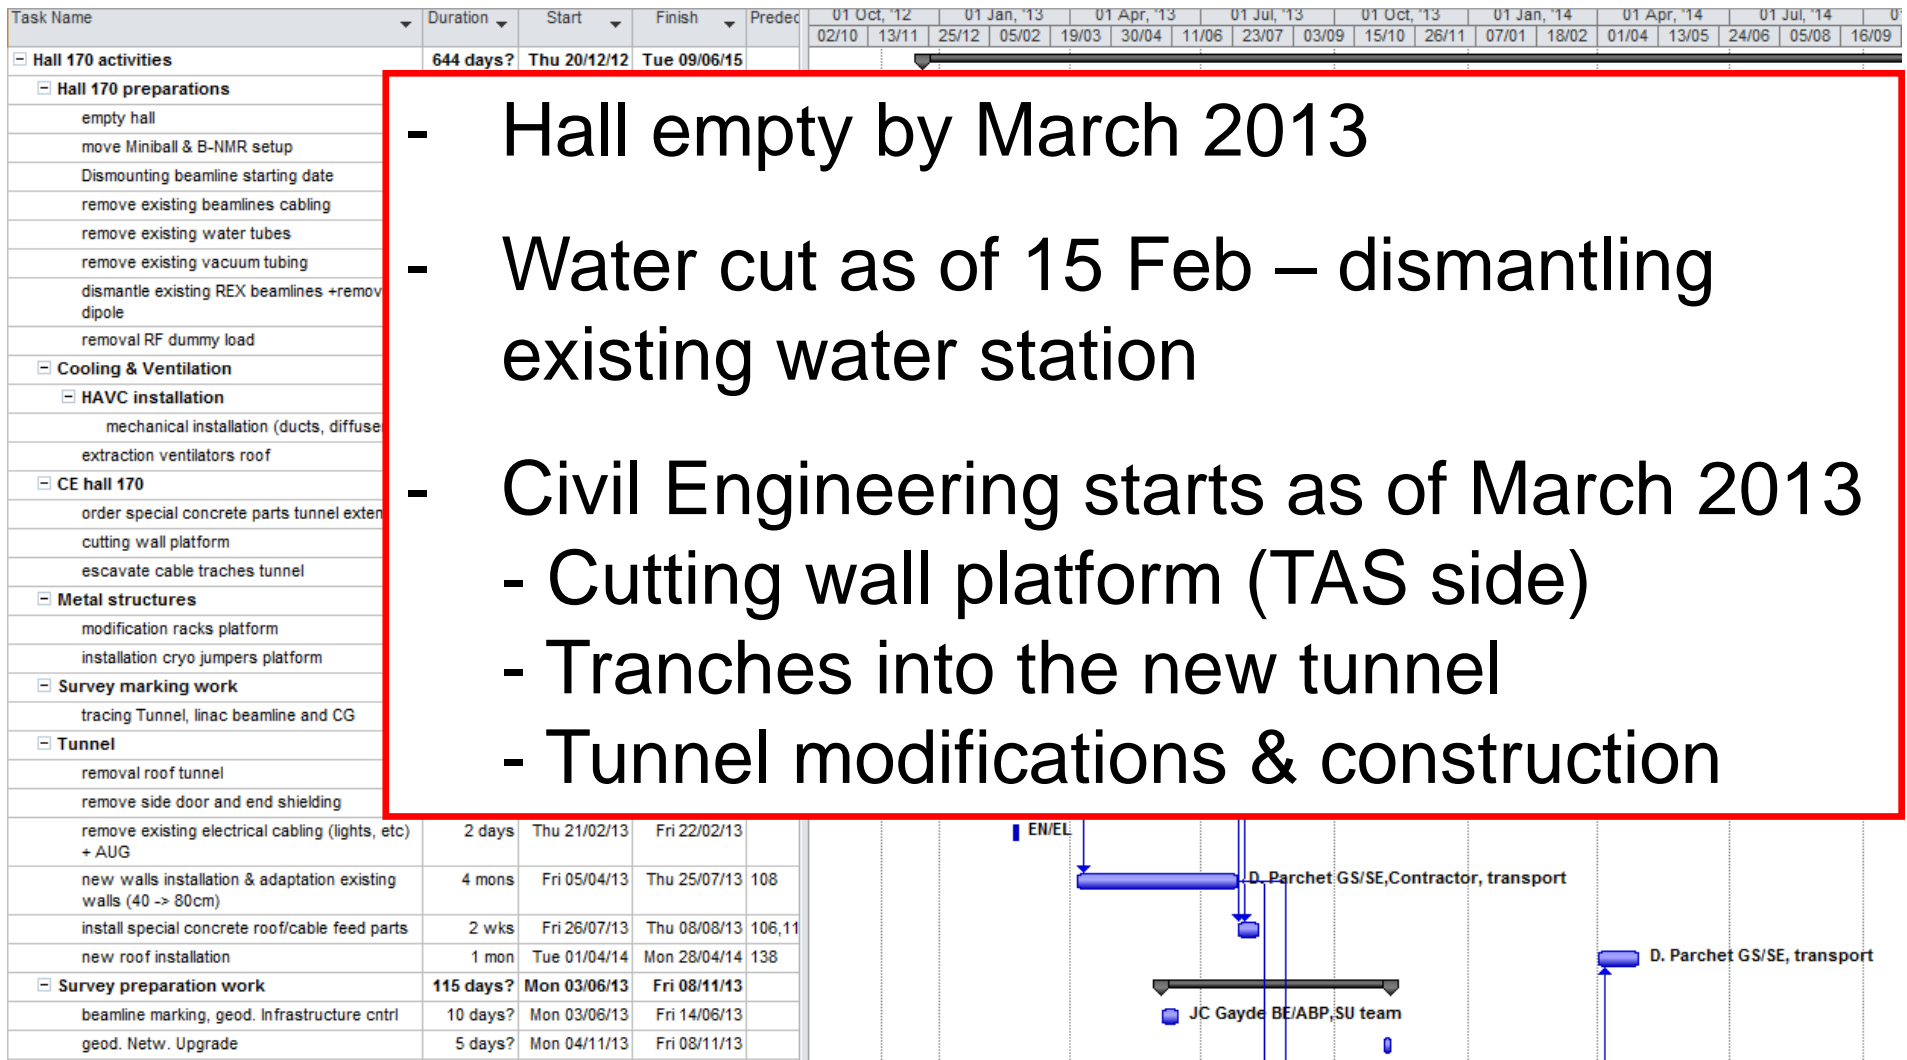 Task Name Duration Start Finish Predec 01 Oct, '12 01 Jan, '13 01 Apr, '13 01 Jul, '13 01 Oct, '13 01 Jan, '14 01 Apr, '14 01 Jul, '14
02/10 13/11 25/12 05/02 19/03 30/04 11/06 23/07 03/09 15/10 26/11 07/01 18/02 01/04 13/05 24/06 05/08 16/09
Hall 170 activities 644 days? Thu 20/12/12 Tue 09/06/15
Hall 170 preparations
empty hall
move Miniball & B-NMR setup
Dismounting beamline starting date
remove existing beamlines cabling
remove existing water tubes
remove existing vacuum tubing
dismantle existing REX beamlines +remov
dipole
removal RF dummy load
Cooling & Ventilation
HAVC installation
mechanical installation (ducts, diffuse
extraction ventilators roof
CE hall 170
order special concrete parts tunnel exten
cutting wall platform
escavate cable traches tunnel
Metal structures
modification racks platform
installation cryo jumpers platform
Survey marking work
tracing Tunnel, linac beamline and CG
Tunnel
removal roof tunnel
remove side door and end shielding
- Hall empty by March 2013
- Water cut as of 15 Feb – dismantling
existing water station
- Civil Engineering starts as of March 2013
- Cutting wall platform (TAS side)
- Tranches into the new tunnel
- Tunnel modifications & construction
remove existing electrical cabling (lights, etc) 2 days Thu 21/02/13 Fri 22/02/13 EN/EL
+ AUG
new walls installation & adaptation existing 4 mons Fri 05/04/13 Thu 25/07/13 108 D. Parchet GS/SE,Contractor, transport
walls (40 -> 80cm)
install special concrete roof/cable feed parts 2 wks Fri 26/07/13 Thu 08/08/13 106,11
new roof installation 1 mon Tue 01/04/14 Mon 28/04/14 138 D. Parchet GS/SE, transport
Survey preparation work 115 days? Mon 03/06/13 Fri 08/11/13
beamline marking, geod. Infrastructure cntrl 10 days? Mon 03/06/13 Fri 14/06/13 JC Gayde BE/ABP,SU team
geod. Netw. Upgrade 5 days? Mon 04/11/13 Fri 08/11/13